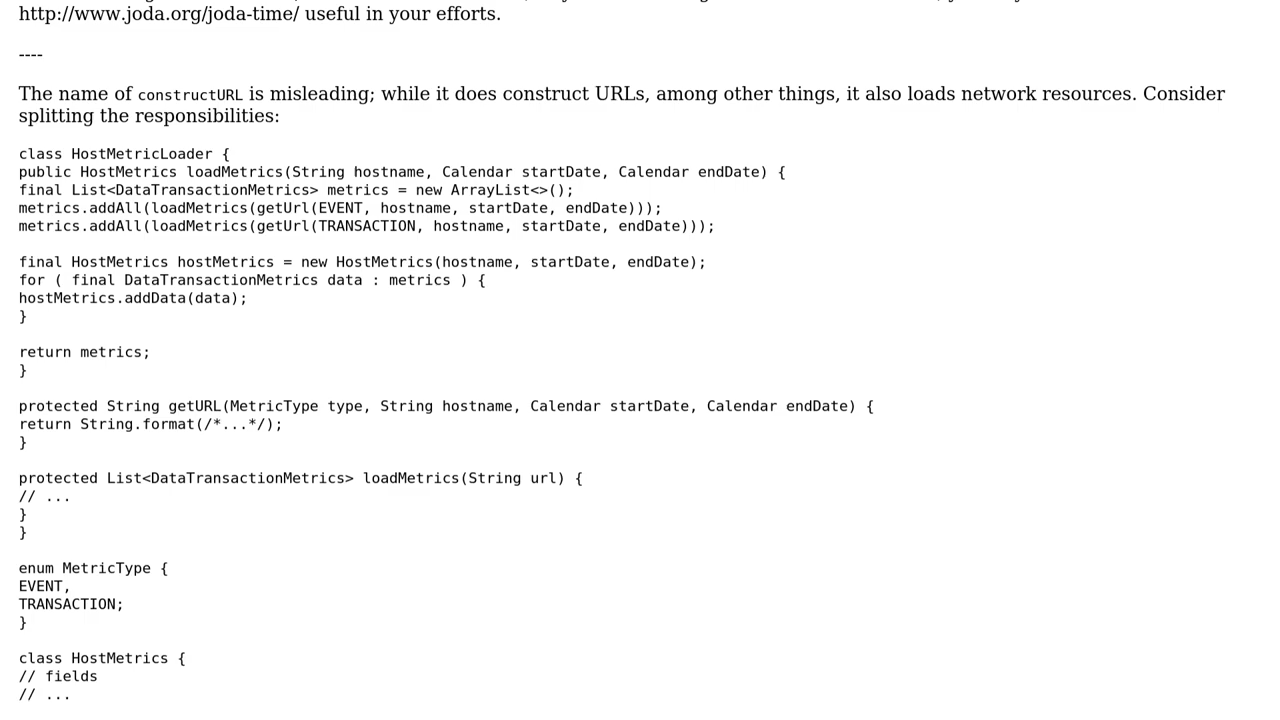 http://www.joda.org/joda-time/ useful in your efforts.
----
The name of constructURL is misleading; while it does construct URLs, among other things, it also loads network resources. Consider
splitting the responsibilities:
class HostMetricLoader {
public HostMetrics loadMetrics(String hostname, Calendar startDate, Calendar endDate) {
final List<DataTransactionMetrics> metrics = new ArrayList<>();
metrics.addAll(loadMetrics(getUrl(EVENT, hostname, startDate, endDate)));
metrics.addAll(loadMetrics(getUrl(TRANSACTION, hostname, startDate, endDate)));
final HostMetrics hostMetrics = new HostMetrics(hostname, startDate, endDate);
for ( final DataTransactionMetrics data : metrics ) {
hostMetrics.addData(data);
}
return metrics;
}
protected String getURL(MetricType type, String hostname, Calendar startDate, Calendar endDate) {
return String.format(/*...*/);
}
protected List<DataTransactionMetrics> loadMetrics(String url) {
// ...
}
}
enum MetricType {
EVENT,
TRANSACTION;
}
class HostMetrics {
// fields
// ...